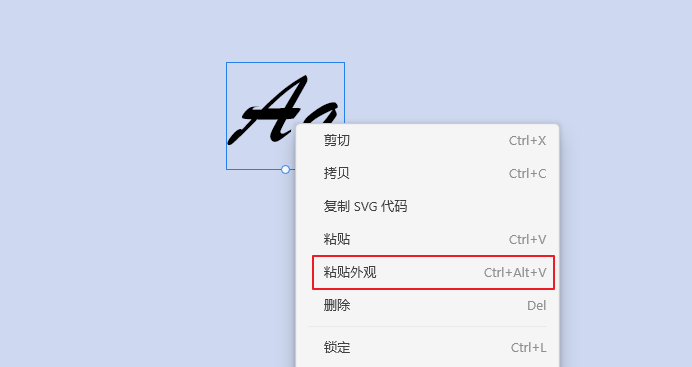 Aa
剪切 Ctrl+X
拷贝 Ctrl+C
复制 SVG 代码
粘贴 Ctrl+V
粘贴外观 Ctrl+Alt+V
删除 Del
锁定 Ctrl+L